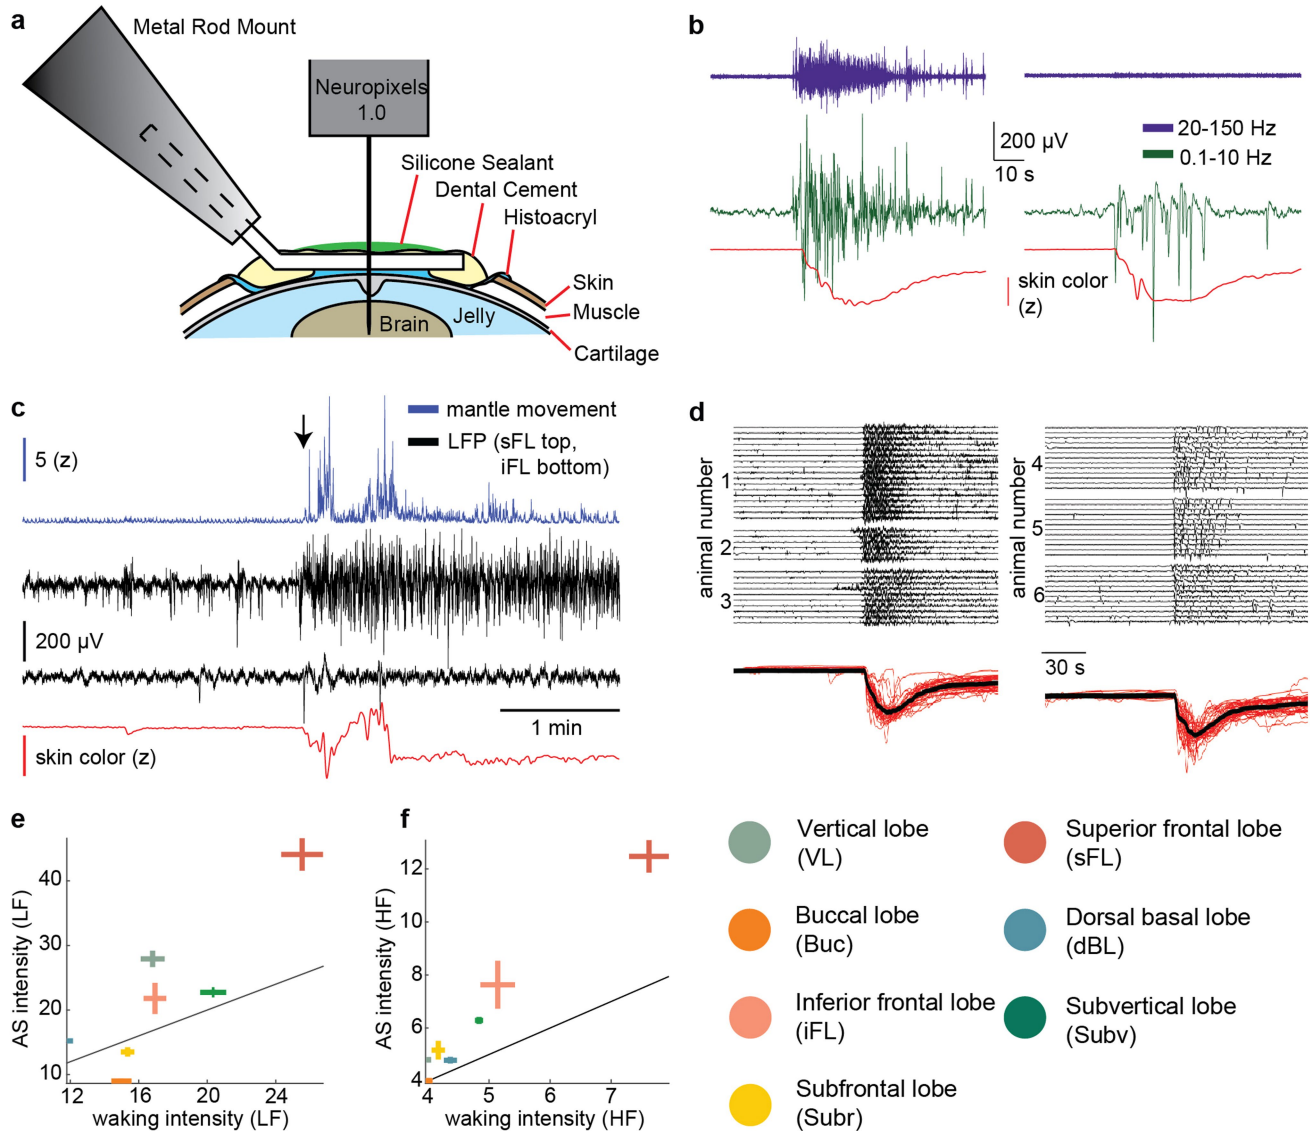 a
Metal Rod Mount
Neuropixels
1.0
Silicone Sealant
Dental Cement
Histoacryl
Skin
Muscle
Cartilage
Jelly
Brain
b
200 µV
10 s
20-150 Hz
0.1-10 Hz
skin color
(z)
c
mantle movement
LFP (sFL top,
iFL bottom)
5 (z)
200 µV
1 min
skin color (z)
d
animal number
1
2
3
animal number
4
5
6
30 s
e
AS intensity (LF)
40
30
20
10
12 16 20 24
waking intensity (LF)
f
AS intensity (HF)
12
10
8
6
4
4 5 6 7
waking intensity (HF)
Vertical lobe
(VL)
Superior frontal lobe
(sFL)
Buccal lobe
(Buc)
Dorsal basal lobe
(dBL)
Inferior frontal lobe
(iFL)
Subvertical lobe
(Subv)
Subfrontal lobe
(Subr)